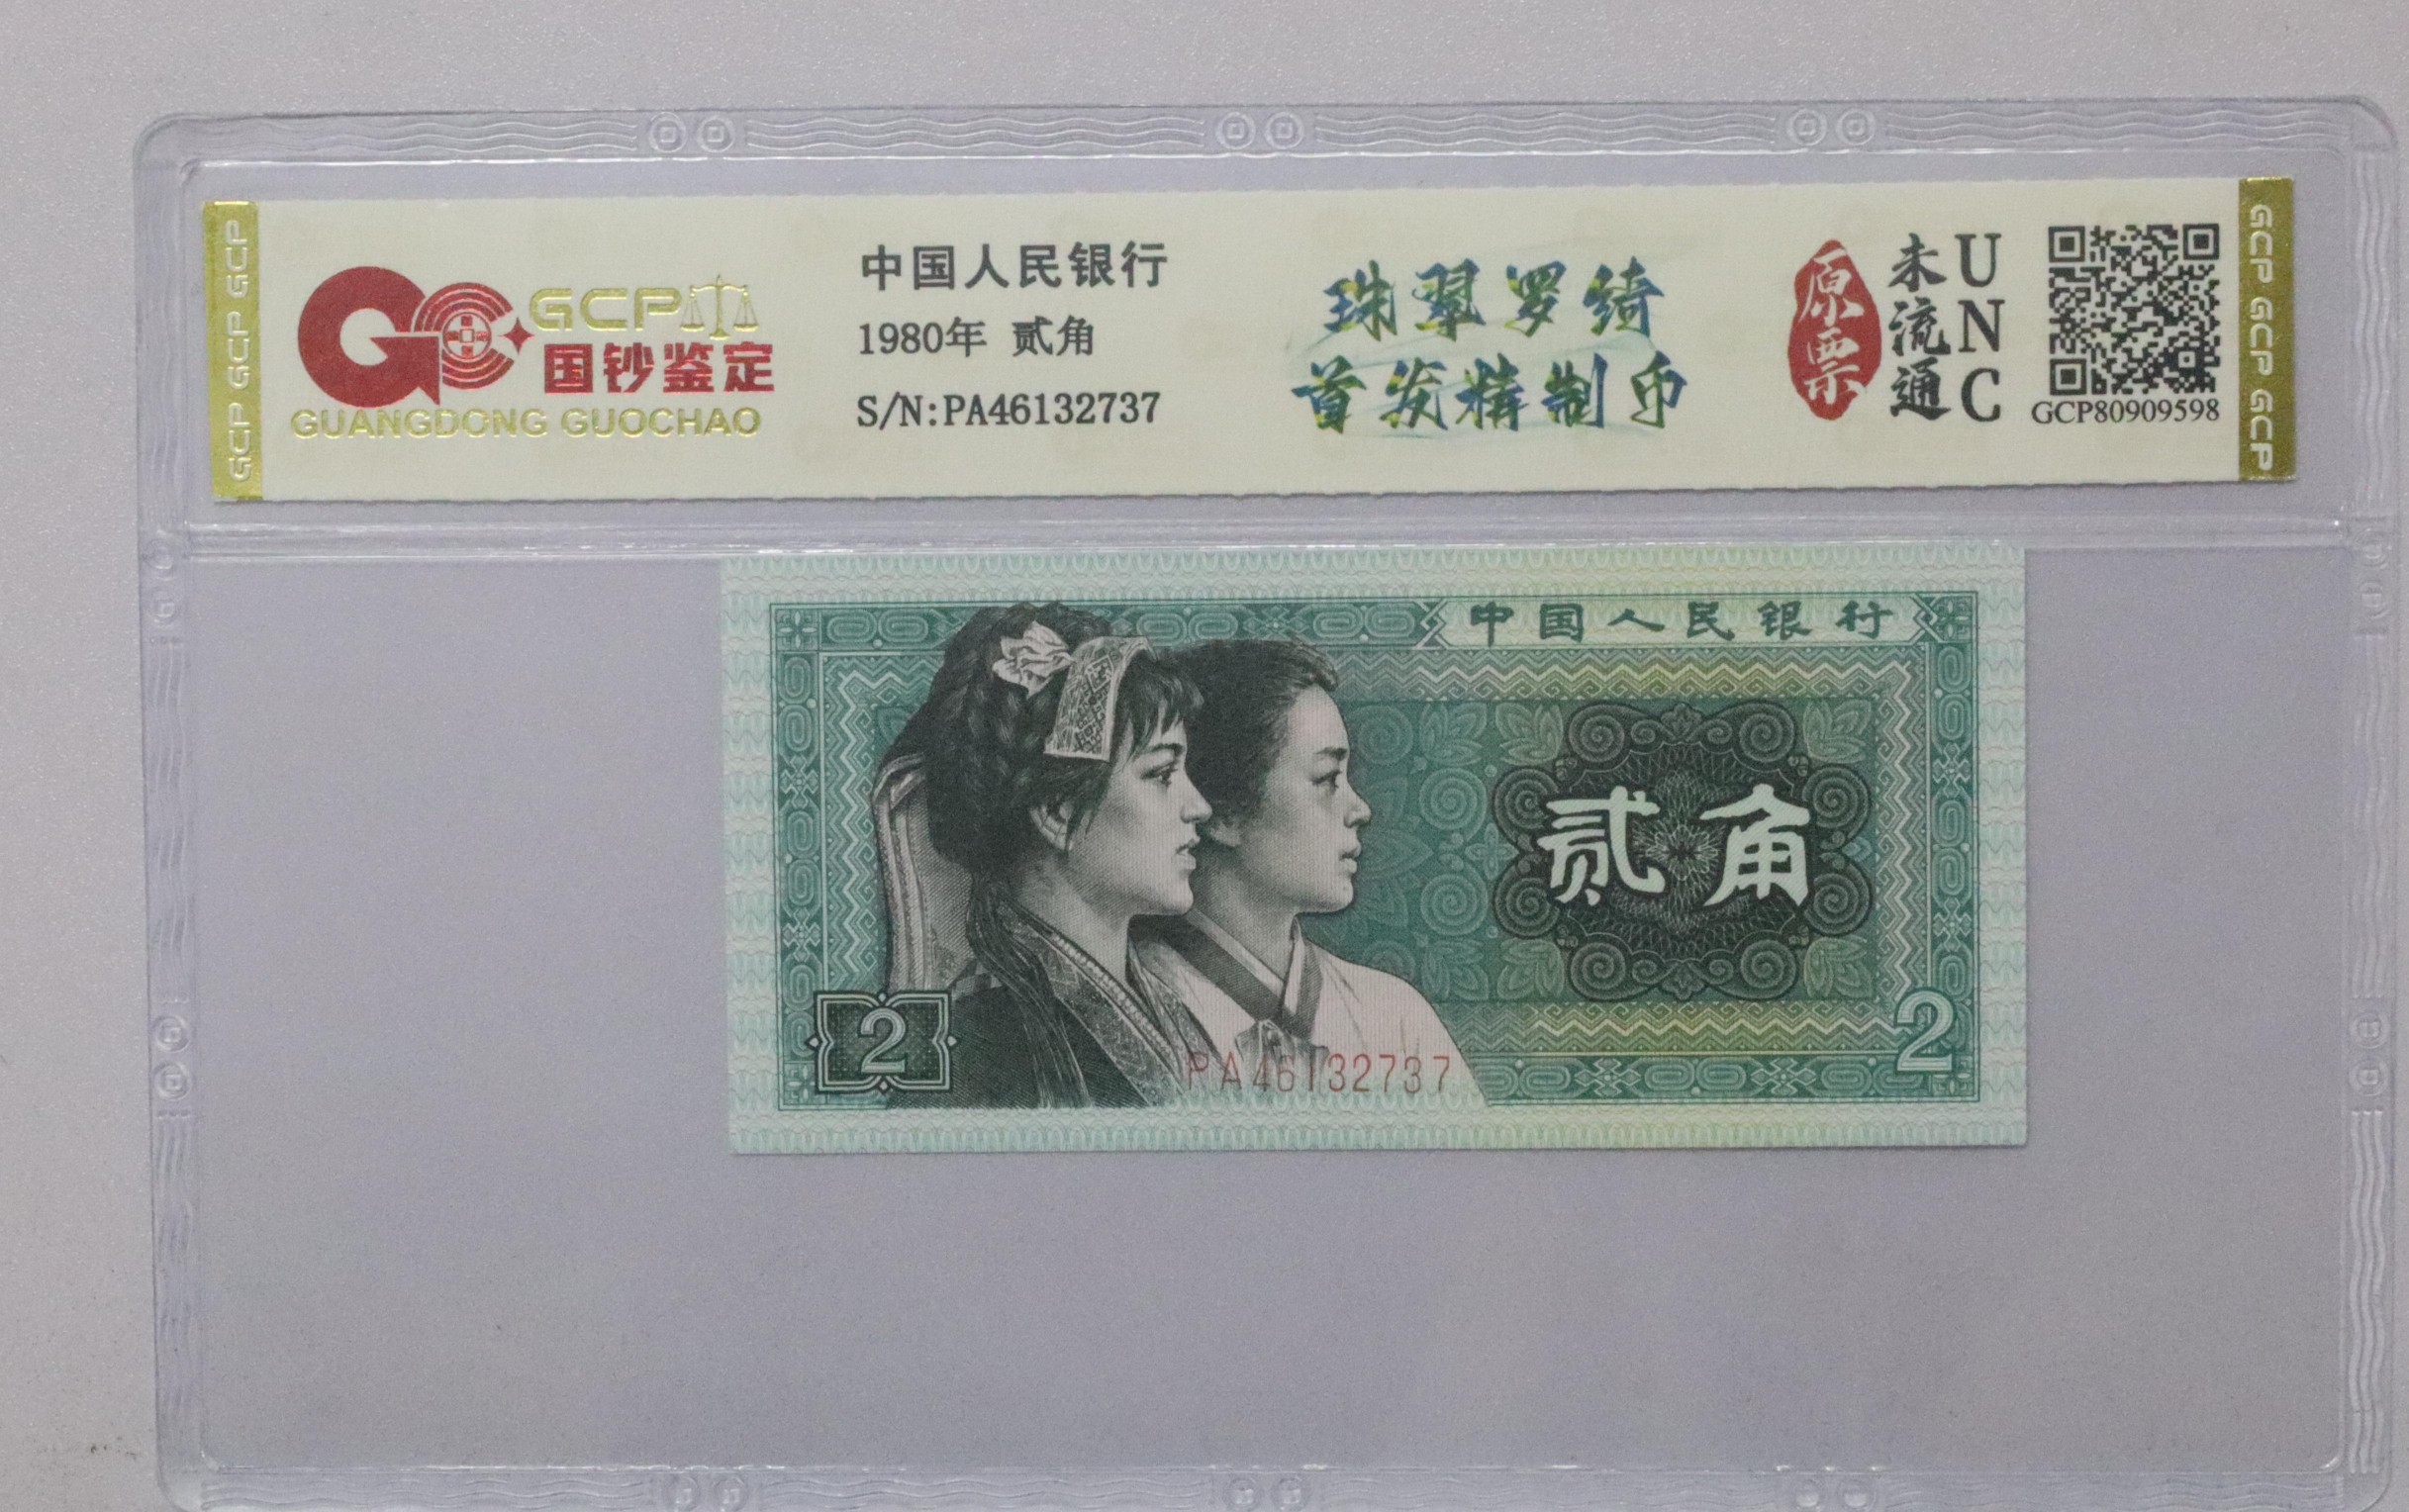 GCP GCP GCP
GCP
国钞鉴定
GUANGDONG GUOCHAO
中国人民银行
1980年 贰角
S/N:PA46132737
珠翠罗绮
首发精制币
原票
未流通
UNC
GCP80909598
GCP GCP GCP
中国人民银行
贰角
2
PA46132737
2